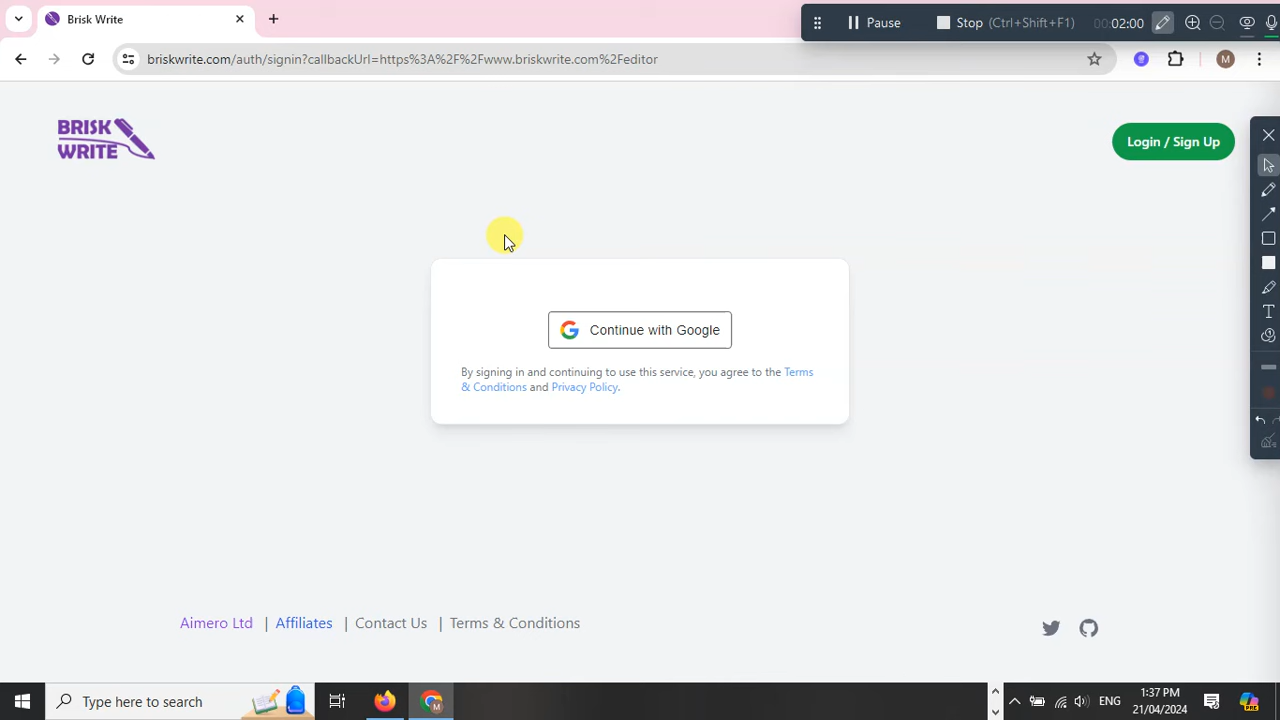 Brisk Write
Pause
Stop (Ctrl+Shift+F1)
00:02:00
briskwrite.com/auth/signin?callbackUrl=https%3A%2F%2Fwww.briskwrite.com%2Feditor
M
BRISK
WRITE
Login / Sign Up
Continue with Google
By signing in and continuing to use this service, you agree to the Terms
& Conditions and Privacy Policy.
Aimero Ltd | Affiliates | Contact Us | Terms & Conditions
Type here to search
M
ENG
1:37 PM
21/04/2024
PRE